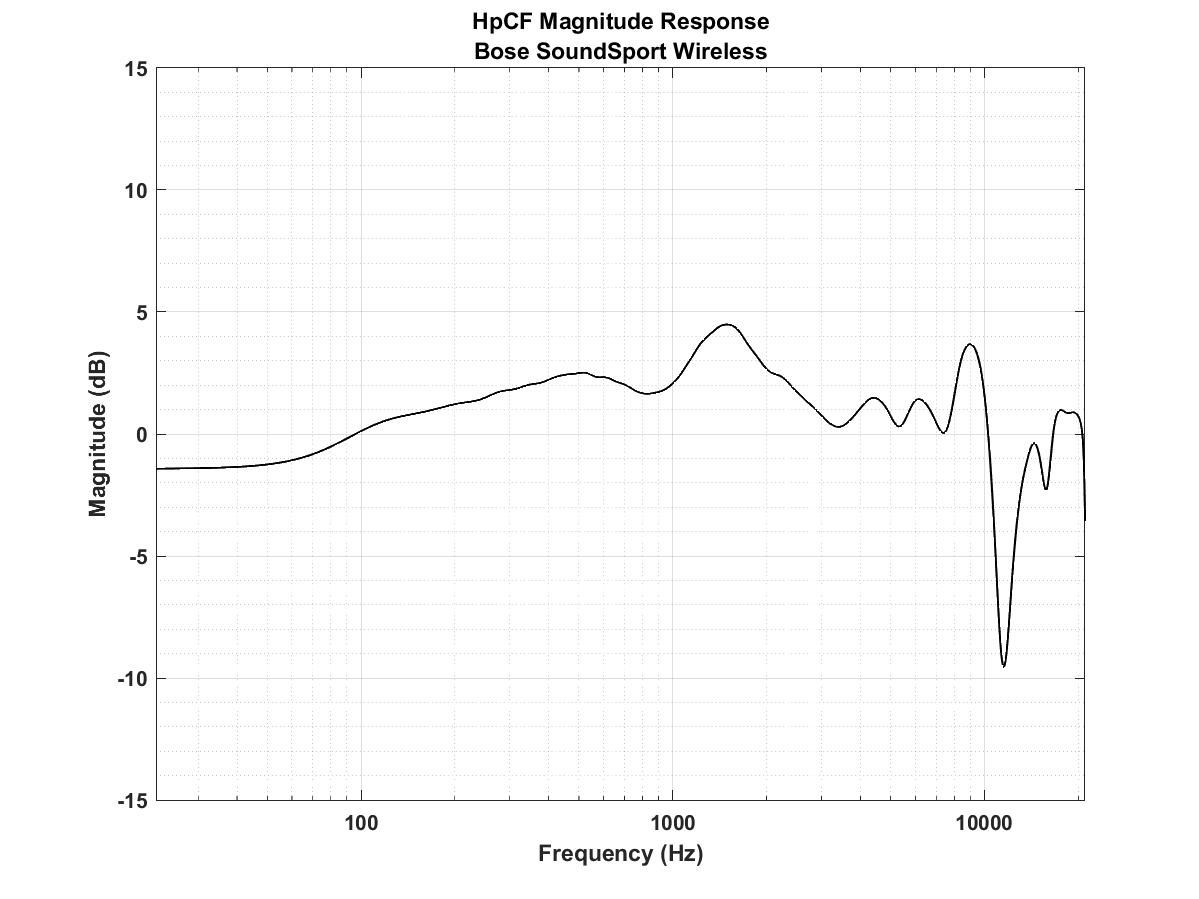 HpCF Magnitude Response
Bose SoundSport Wireless
15
10
5
0
-5
-10
-15
Magnitude (dB)
100 1000 10000
Frequency (Hz)